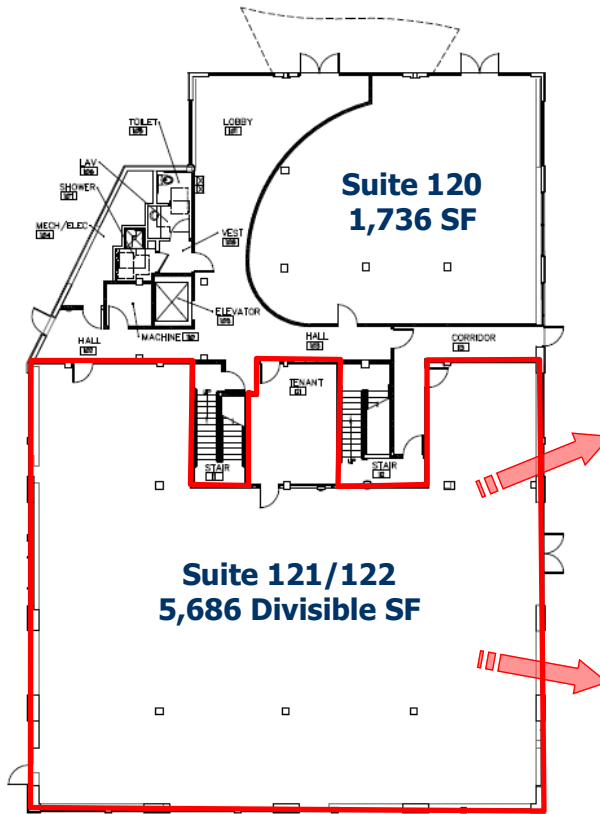 TOILET
LOBBY
LAV
SHOWER
Suite 120
1,736 SF
MECH/ELEC
VEST
ELEVATOR
MACHINE
HALL
HALL
CORRIDOR
TENANT
UP
STAIR
STAIR
Suite 121/122
5,686 Divisible SF